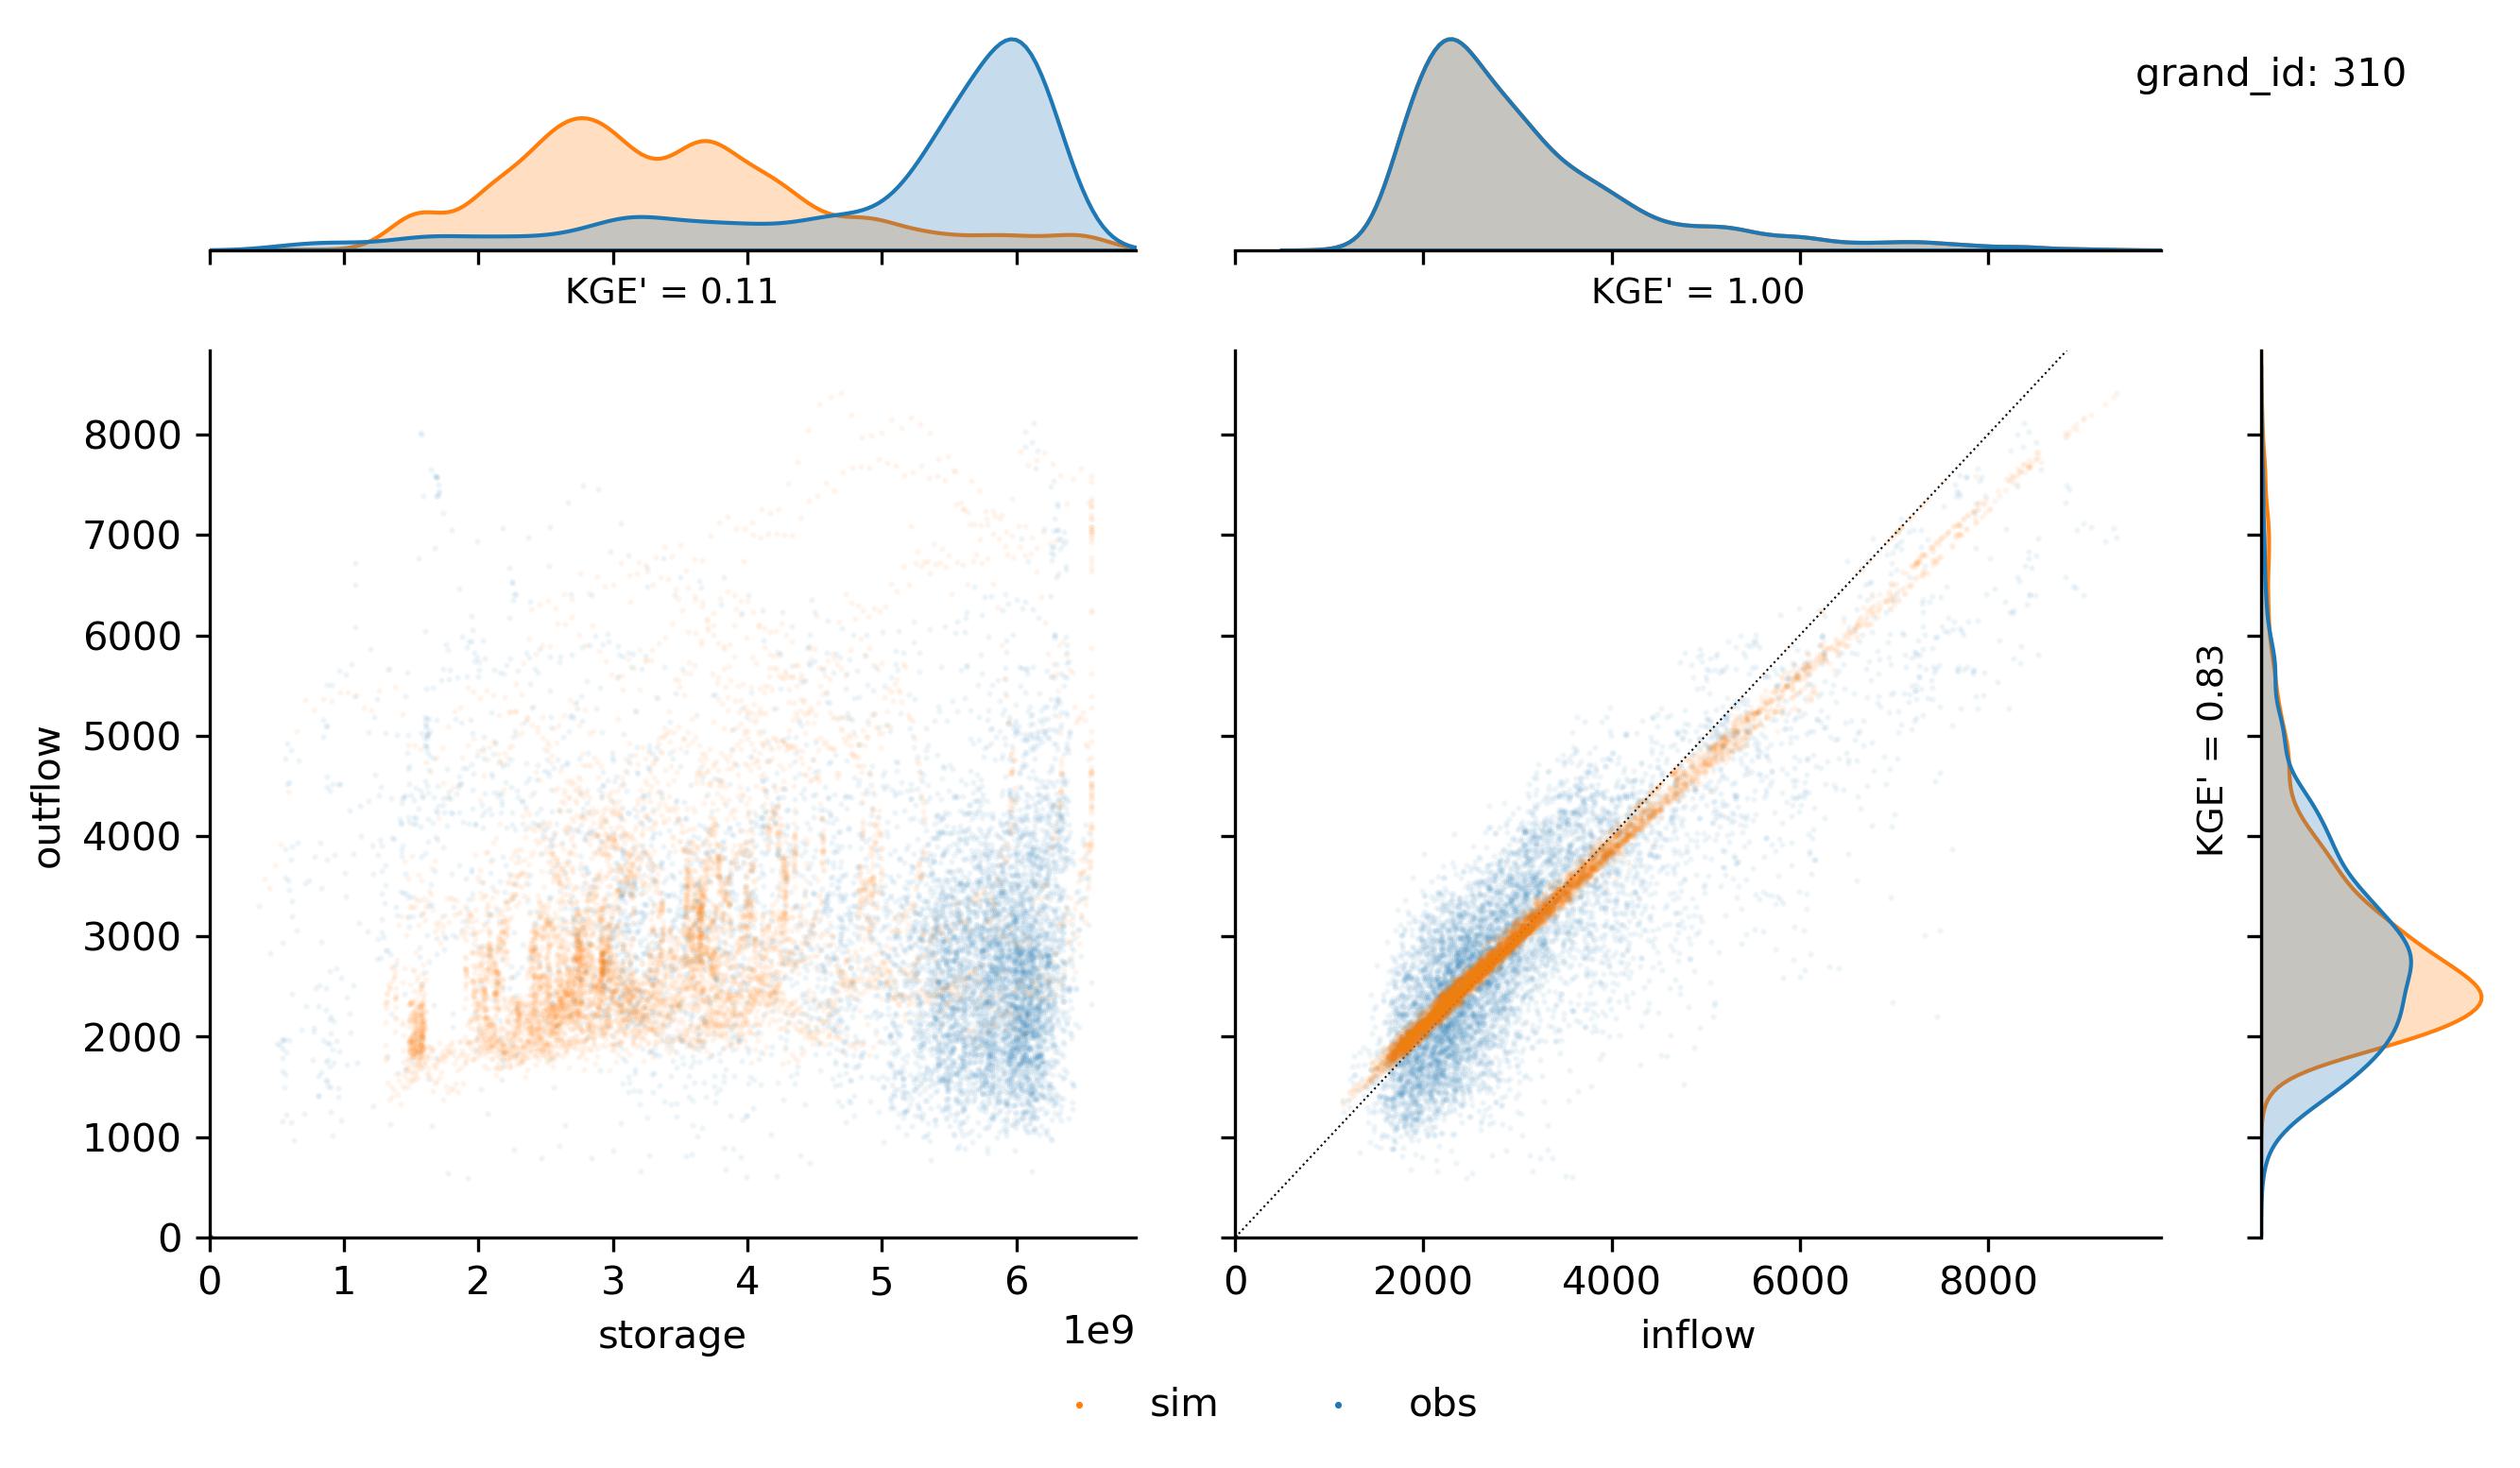 grand_id: 310
KGE' = 0.11
KGE' = 1.00
8000
7000
6000
5000
4000
3000
2000
1000
0
outflow
KGE' = 0.83
0 1 2 3 4 5 6
1e9
storage
0 2000 4000 6000 8000
inflow
sim obs